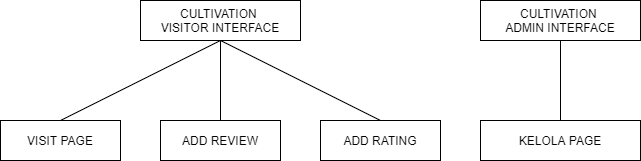 CULTIVATION
VISITOR INTERFACE
CULTIVATION
ADMIN INTERFACE
VISIT PAGE
ADD REVIEW
ADD RATING
KELOLA PAGE